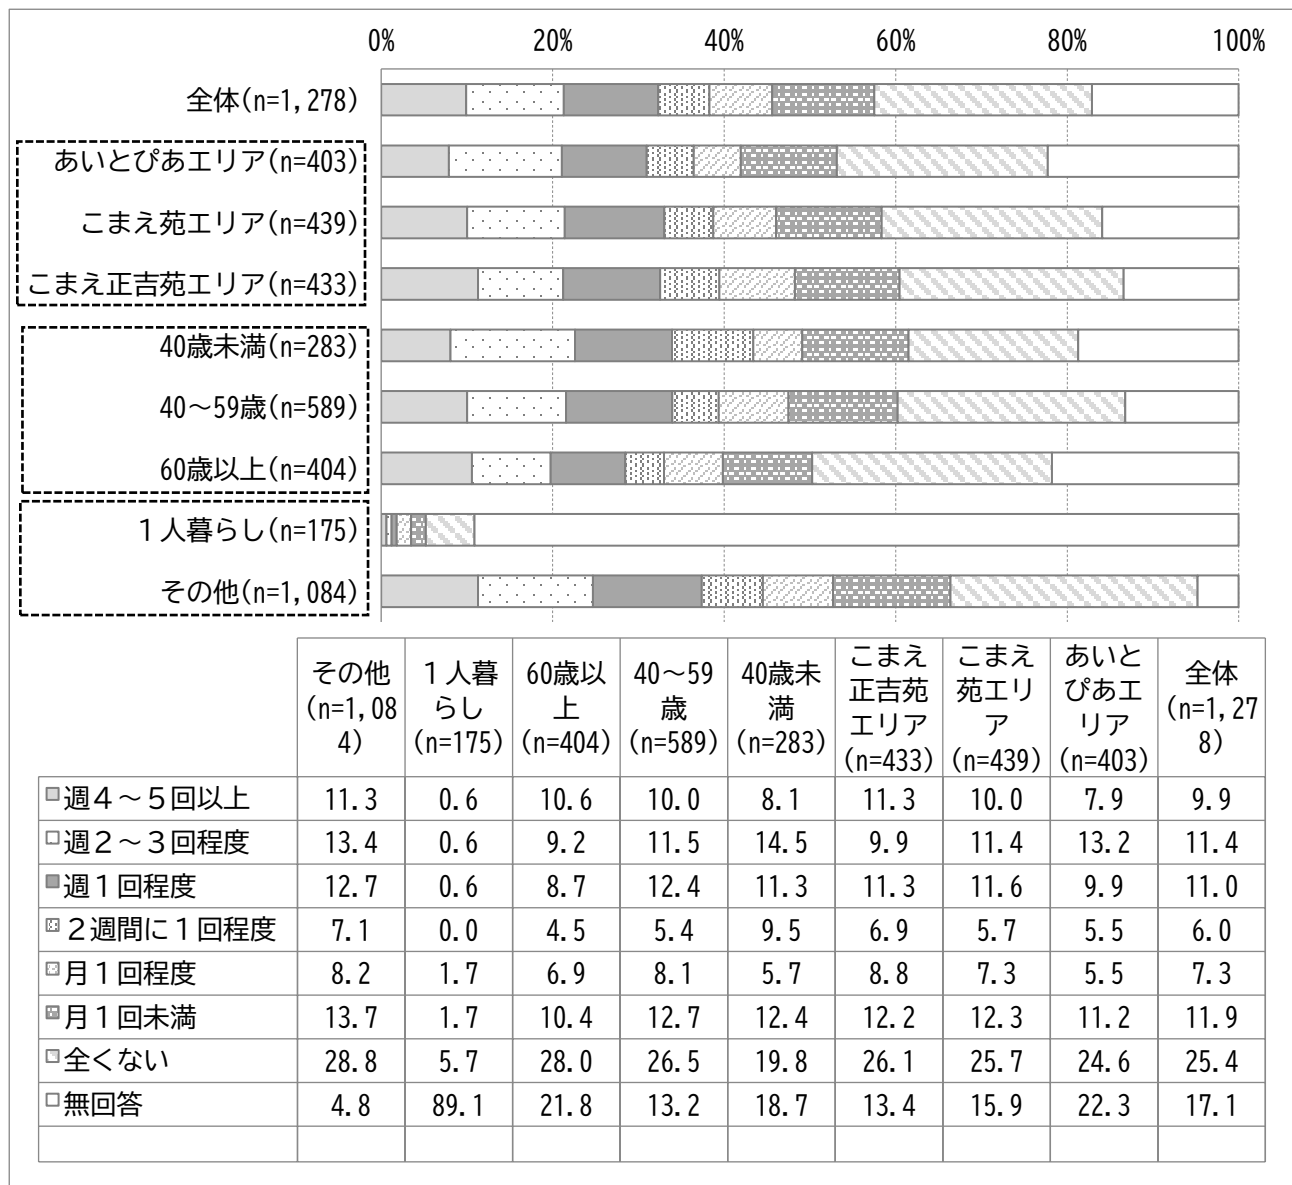 0% 20% 40% 60% 80% 100%
全体(n=1,278)
あいとぴあエリア(n=403)
こまえ苑エリア(n=439)
こまえ正吉苑エリア(n=433)
40歳未満(n=283)
40～59歳(n=589)
60歳以上(n=404)
１人暮らし(n=175)
その他(n=1,084)
その他(n=1,084) １人暮らし(n=175) 60歳以上(n=404) 40～59歳(n=589) 40歳未満(n=283) こまえ正吉苑エリア(n=433) こまえ苑エリア(n=439) あいとぴあエリア(n=403) 全体(n=1,278)
週４～５回以上 11.3 0.6 10.6 10.0 8.1 11.3 10.0 7.9 9.9
週２～３回程度 13.4 0.6 9.2 11.5 14.5 9.9 11.4 13.2 11.4
週１回程度 12.7 0.6 8.7 12.4 11.3 11.3 11.6 9.9 11.0
２週間に１回程度 7.1 0.0 4.5 5.4 9.5 6.9 5.7 5.5 6.0
月１回程度 8.2 1.7 6.9 8.1 5.7 8.8 7.3 5.5 7.3
月１回未満 13.7 1.7 10.4 12.7 12.4 12.2 12.3 11.2 11.9
全くない 28.8 5.7 28.0 26.5 19.8 26.1 25.7 24.6 25.4
無回答 4.8 89.1 21.8 13.2 18.7 13.4 15.9 22.3 17.1